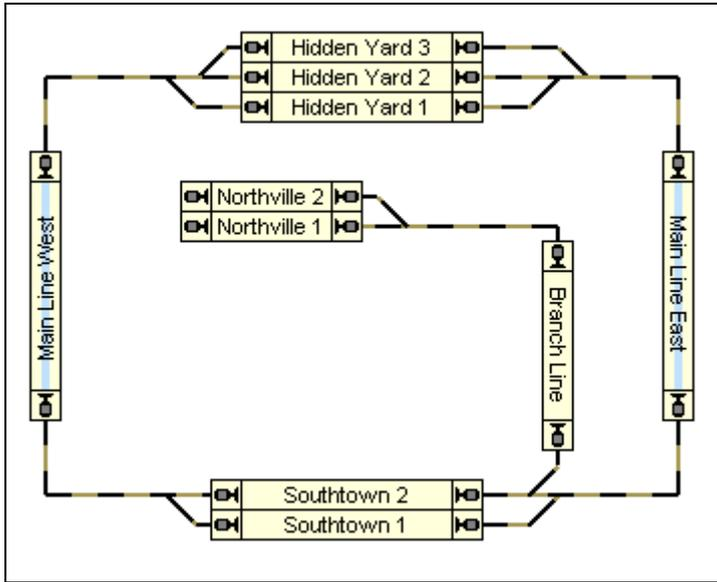 Hidden Yard 3
Hidden Yard 2
Hidden Yard 1
Northville 2
Northville 1
Main Line West
Branch Line
Main Line East
Southtown 2
Southtown 1